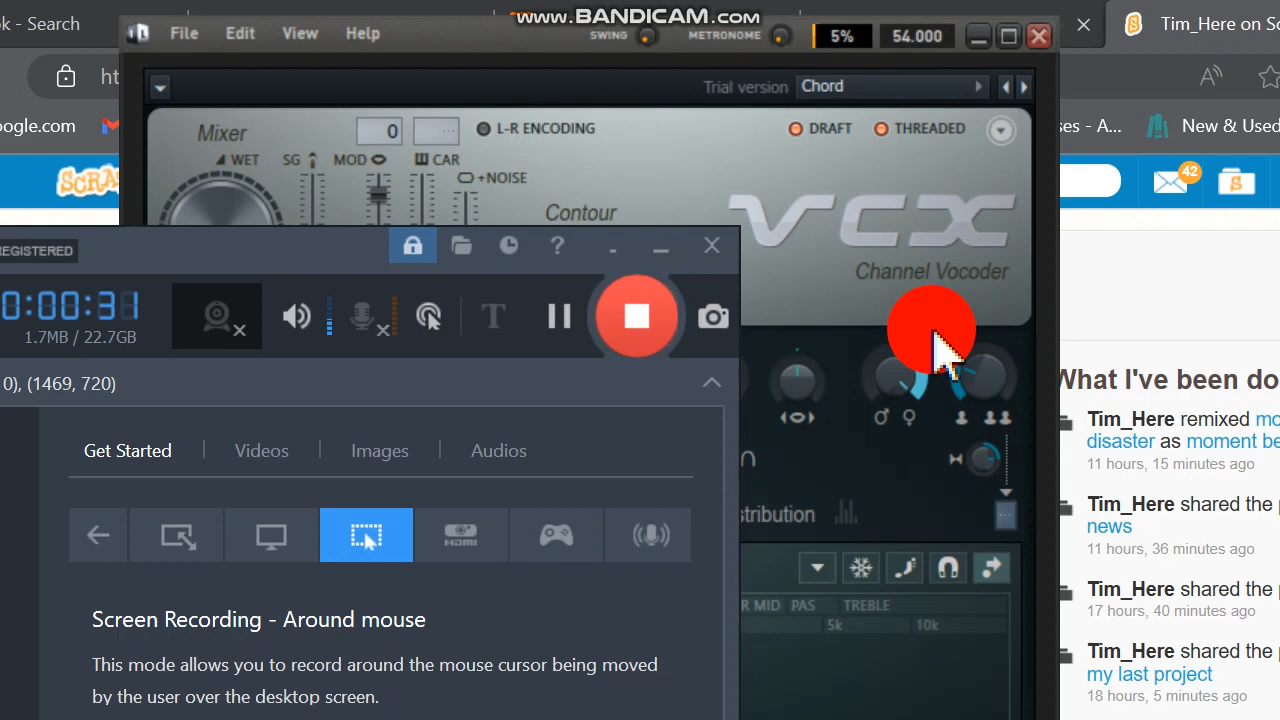 www.BANDICAM.com
k - Search
Tim_Here on Sc
File Edit View Help
SWING METRONOME 5% 54.000
ht
Trial version Chord
oogle.com
es - A...
New & Used
Mixer 0 ... L-R ENCODING DRAFT THREADED
WET SG MOD CAR
+NOISE
SCRATCH
42
Contour
VCX
Channel Vocoder
REGISTERED
0:00:31
1.7MB / 22.7GB
T
0), (1469, 720)
What I've been do
Tim_Here remixed mo
disaster as moment be
11 hours, 15 minutes ago
Get Started Videos Images Audios
Tim_Here shared the p
news
11 hours, 36 minutes ago
stribution
HDMI
Tim_Here shared the p
17 hours, 40 minutes ago
R MID PAS TREBLE
5k 10k
Screen Recording - Around mouse
This mode allows you to record around the mouse cursor being moved
by the user over the desktop screen.
Tim_Here shared the p
my last project
18 hours, 5 minutes ago